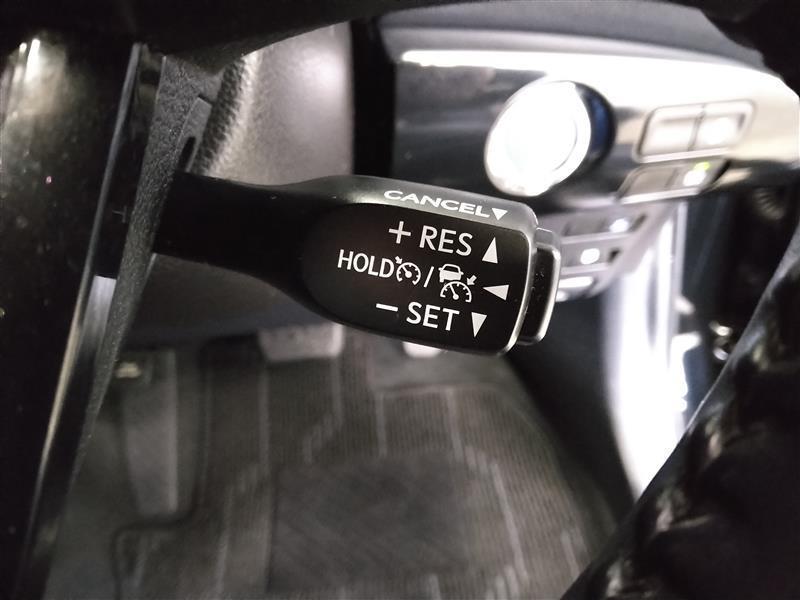 CANCEL▼
+ RES ▲
HOLD / ◀
− SET ▼